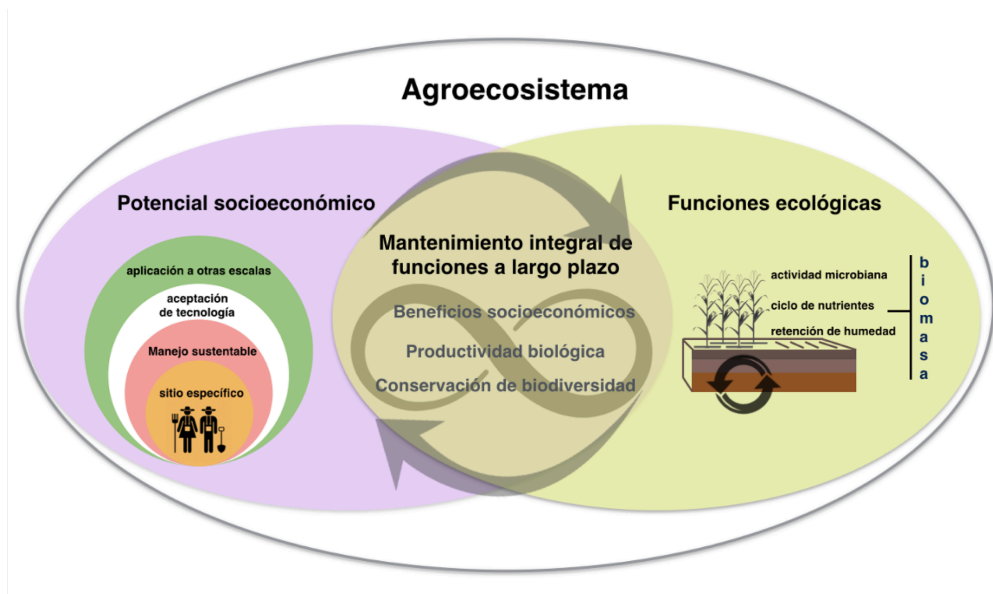 Agroecosistema
Potencial socioeconómico
aplicación a otras escalas
aceptación
de tecnología
Manejo sustentable
sitio específico
Mantenimiento integral de
funciones a largo plazo
Beneficios socioeconómicos
Productividad biológica
Conservación de biodiversidad
Funciones ecológicas
actividad microbiana
ciclo de nutrientes
retención de humedad
b
i
o
m
a
s
a